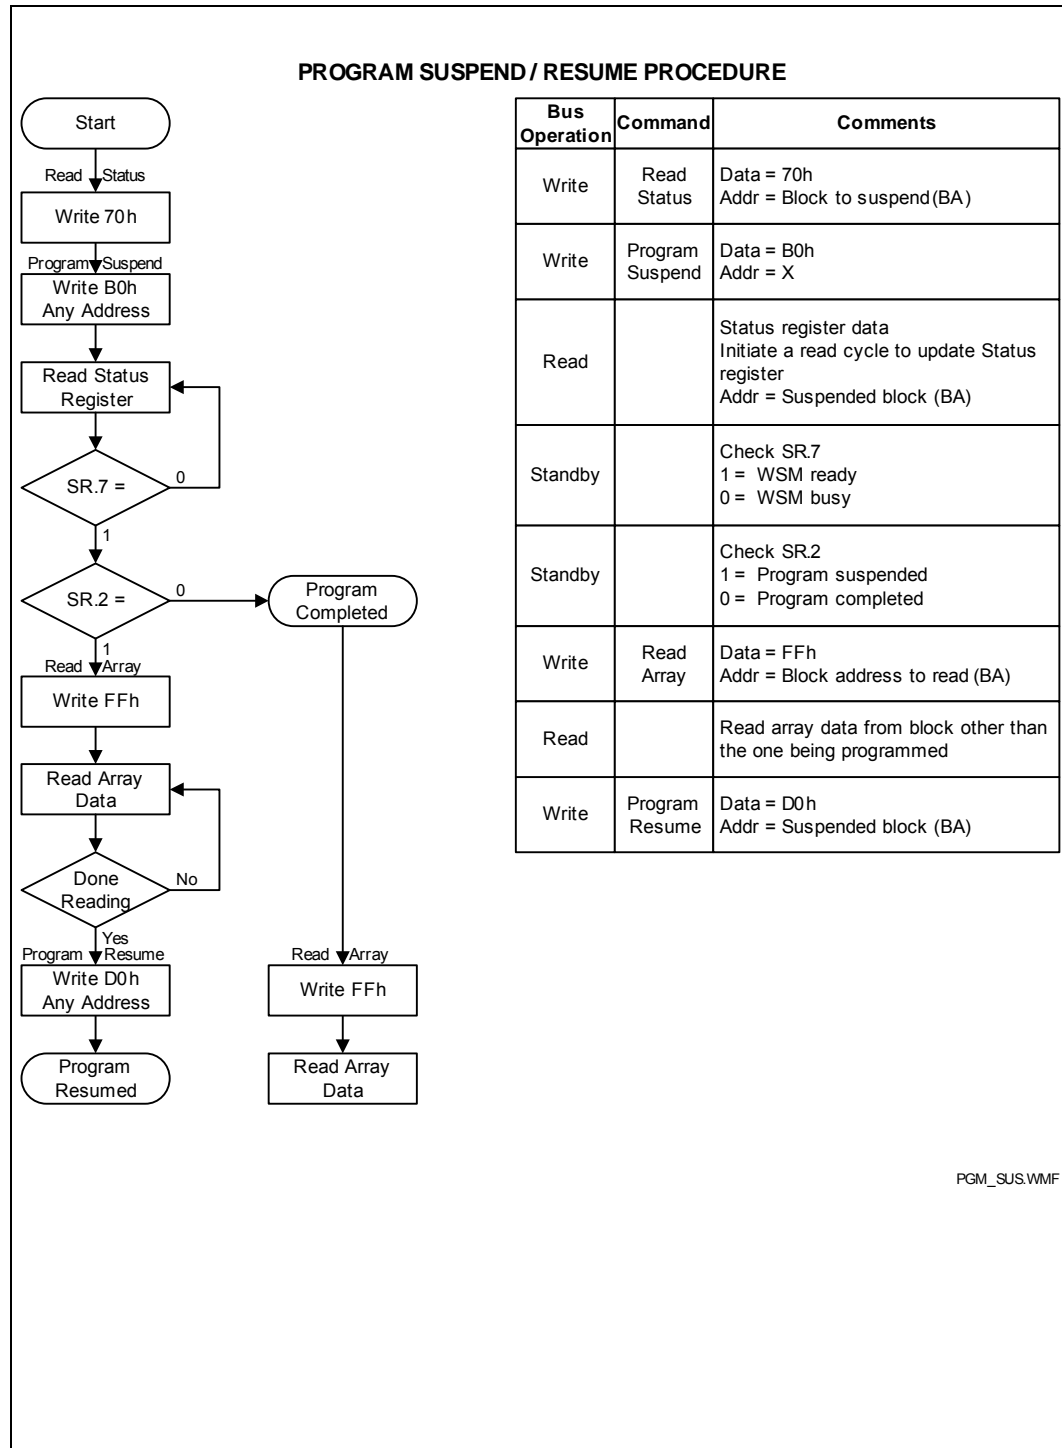 PROGRAM SUSPEND / RESUME PROCEDURE
Start
Read Status
Write 70h
Program Suspend
Write B0h
Any Address
Read Status
Register
SR.7 =
0
1
SR.2 =
0
Program
Completed
1
Read Array
Write FFh
Read Array
Data
Done
Reading
No
Yes
Program Resume
Write D0h
Any Address
Program
Resumed
Read Array
Write FFh
Read Array
Data
Bus
Operation
Command
Comments
Write
Read
Status
Data = 70h
Addr = Block to suspend (BA)
Write
Program
Suspend
Data = B0h
Addr = X
Read
Status register data
Initiate a read cycle to update Status
register
Addr = Suspended block (BA)
Standby
Check SR.7
1 = WSM ready
0 = WSM busy
Standby
Check SR.2
1 = Program suspended
0 = Program completed
Write
Read
Array
Data = FFh
Addr = Block address to read (BA)
Read
Read array data from block other than
the one being programmed
Write
Program
Resume
Data = D0h
Addr = Suspended block (BA)
PGM_SUS.WMF